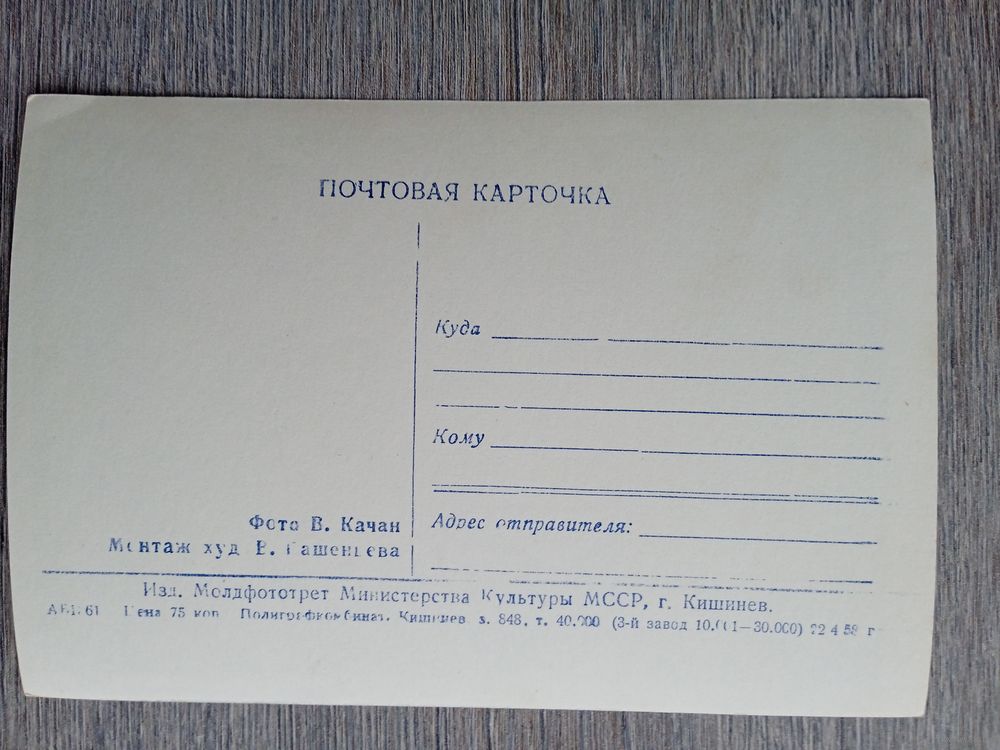 ПОЧТОВАЯ КАРТОЧКА
Куда
Кому
Адрес отправителя:
Фото В. Качан
Монтаж худ
Изд. Молдфототрет Министерства Культуры МССР, г. Кишинев.
61 Цена 75 коп Полиграфкомбинат, Кишинев з. 848, т. 40.000 (3-й завод 10.001—30.000) 22 4 58 г